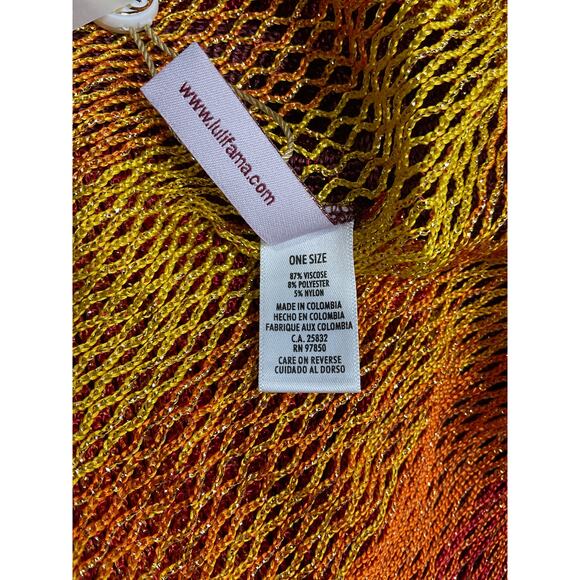 www.lulifama.com
ONE SIZE
87% VISCOSE
8% POLYESTER
5% NYLON
MADE IN COLOMBIA
HECHO EN COLOMBIA
FABRIQUE AUX COLOMBIA
C.A. 25832
RN 97850
CARE ON REVERSE
CUIDADO AL DORSO